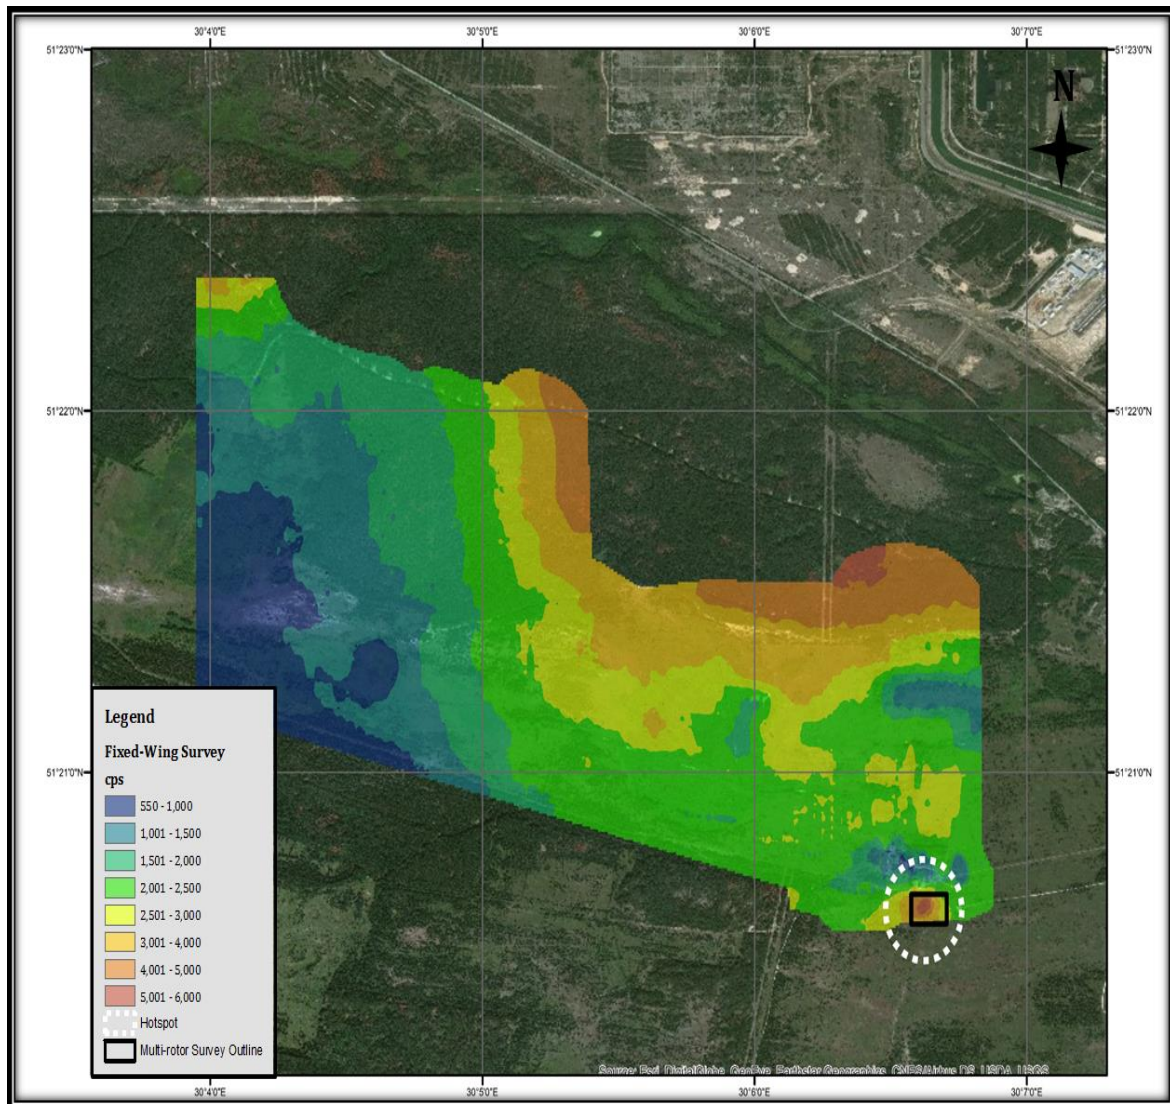 30°4'0"E 30°5'0"E 30°6'0"E 30°7'0"E
51°23'0"N 51°23'0"N
N
51°22'0"N 51°22'0"N
51°21'0"N 51°21'0"N
Legend
Fixed-Wing Survey
cps
550 - 1,000
1,001 - 1,500
1,501 - 2,000
2,001 - 2,500
2,501 - 3,000
3,001 - 4,000
4,001 - 5,000
5,001 - 6,000
Hotspot
Multi-rotor Survey Outline
Source: Esri, DigitalGlobe, GeoEye, Earthstar Geographics, CNES/Airbus DS, USDA, USGS
30°4'0"E 30°5'0"E 30°6'0"E 30°7'0"E